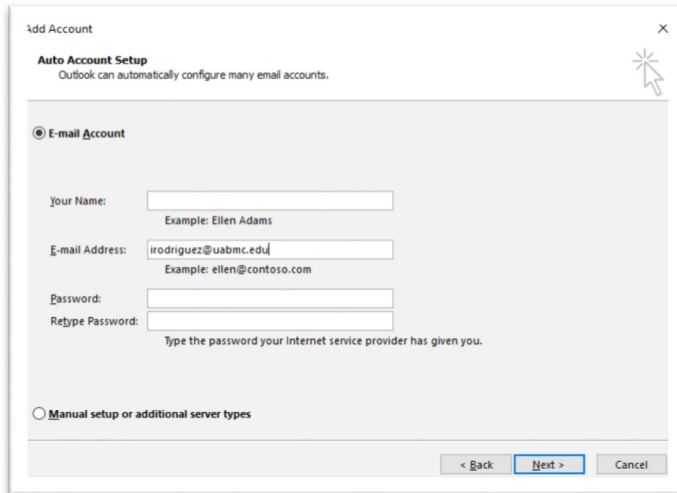 Add Account
Auto Account Setup
Outlook can automatically configure many email accounts.
E-mail Account
Your Name:
Example: Ellen Adams
E-mail Address: irodriguez@uabmc.edu
Example: ellen@contoso.com
Password:
Retype Password:
Type the password your Internet service provider has given you.
Manual setup or additional server types
< Back Next > Cancel